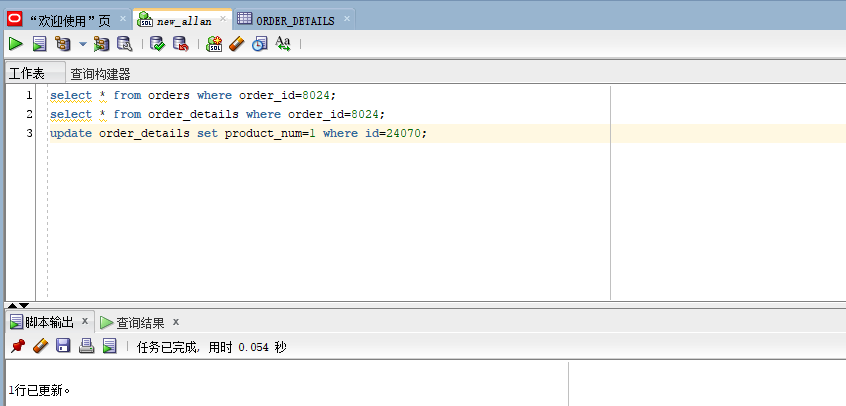 “欢迎使用”页
new_allan
ORDER_DETAILS
SQL
SQL
Aa
工作表
查询构建器
1 select * from orders where order_id=8024;
2 select * from order_details where order_id=8024;
3 update order_details set product_num=1 where id=24070;
脚本输出 x
查询结果 x
任务已完成, 用时 0.054 秒
1行已更新。